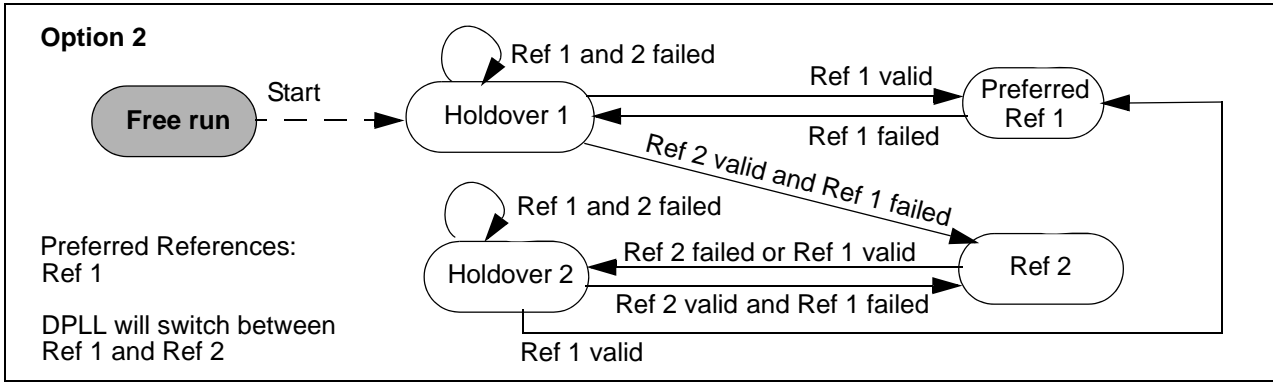 Option 2
Ref 1 and 2 failed
Start
Free run
Holdover 1
Ref 1 valid
Ref 1 failed
Preferred
Ref 1
Ref 2 valid and Ref 1 failed
Ref 1 and 2 failed
Preferred References:
Ref 1
Holdover 2
Ref 2 failed or Ref 1 valid
Ref 2 valid and Ref 1 failed
Ref 2
DPLL will switch between
Ref 1 and Ref 2
Ref 1 valid